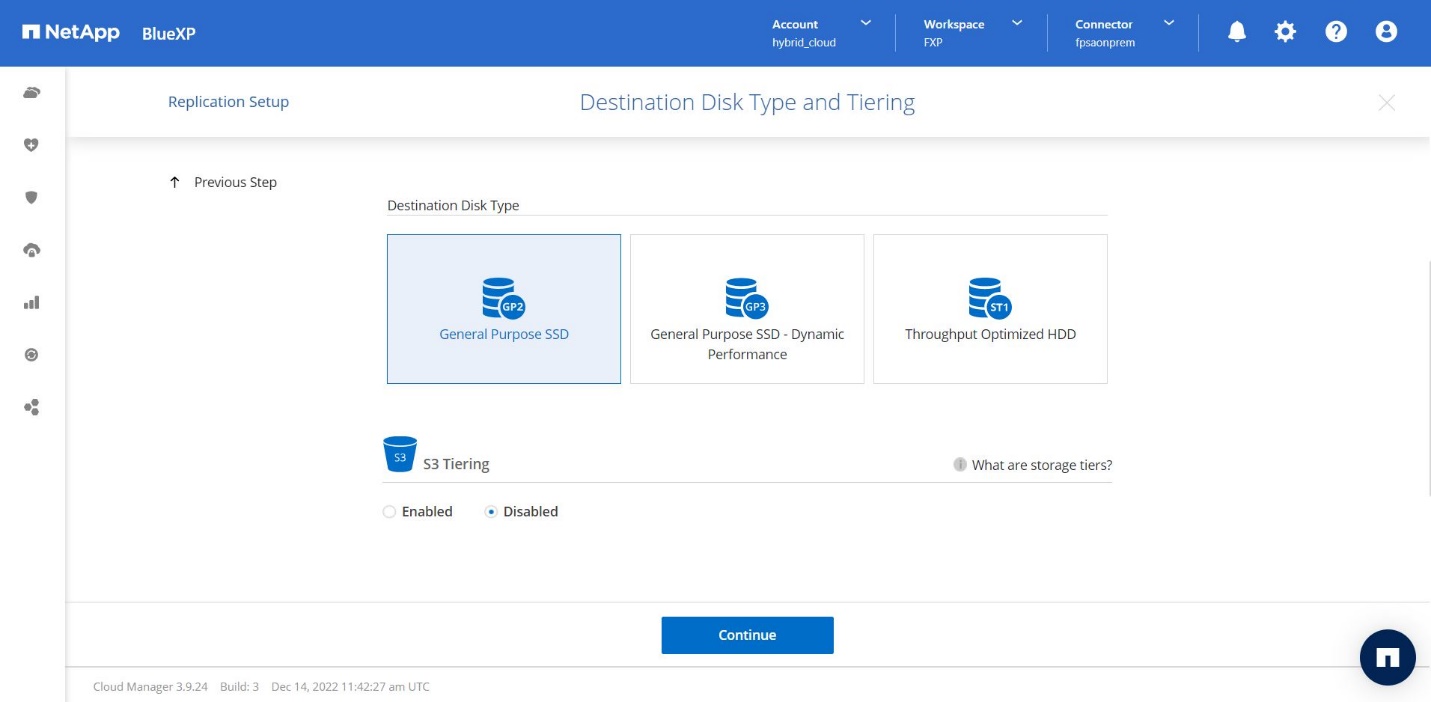 NetApp BlueXP
Account
hybrid_cloud
Workspace
FXP
Connector
fpsaonprem
Replication Setup
Destination Disk Type and Tiering
Previous Step
Destination Disk Type
GP2
General Purpose SSD
GP3
General Purpose SSD - Dynamic
Performance
ST1
Throughput Optimized HDD
S3
S3 Tiering
What are storage tiers?
Enabled
Disabled
Continue
Cloud Manager 3.9.24 Build: 3 Dec 14, 2022 11:42:27 am UTC